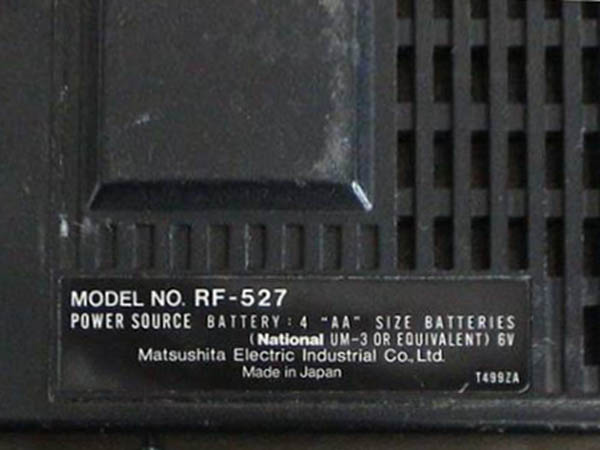 MODEL NO. RF-527
POWER SOURCE BATTERY: 4 "AA" SIZE BATTERIES
(National UM-3 OR EQUIVALENT) 6V
Matsushita Electric Industrial Co., Ltd.
Made in Japan
T499ZA